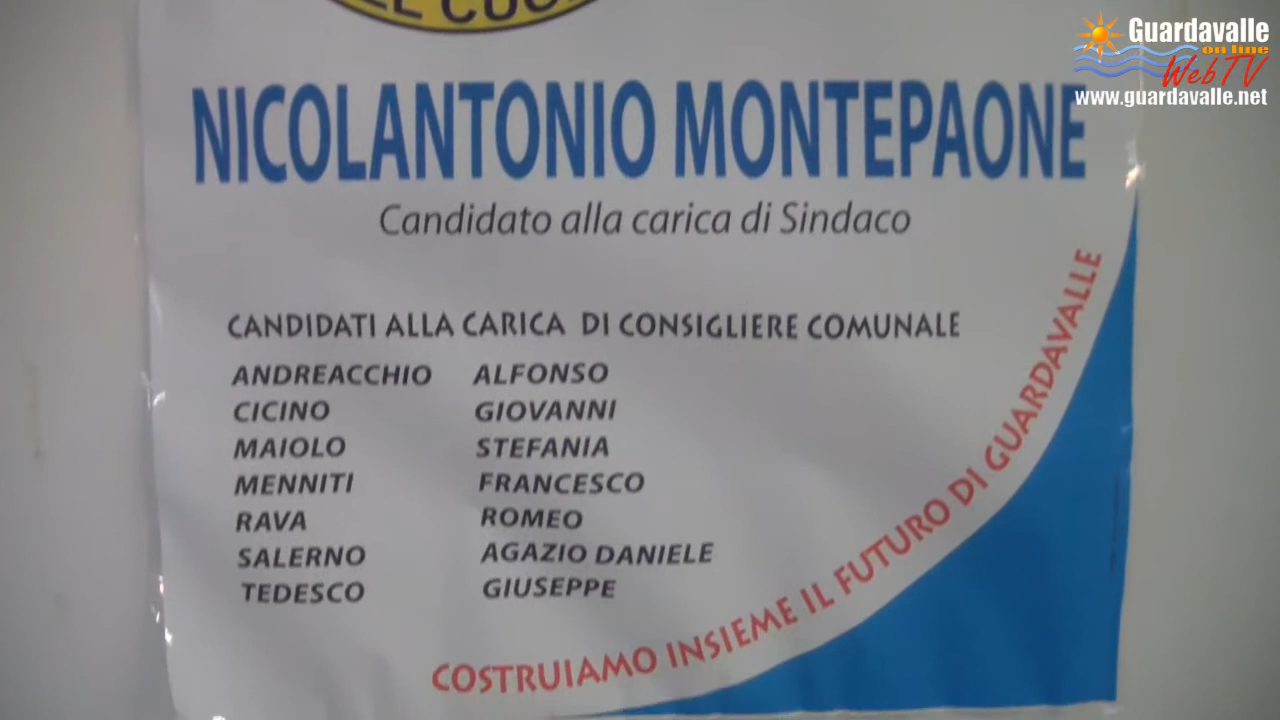 Guardavalle
on line
WebTV
www.guardavalle.net
NICOLANTONIO MONTEPAONE
Candidato alla carica di Sindaco
CANDIDATI ALLA CARICA DI CONSIGLIERE COMUNALE
ANDREACCHIO ALFONSO
CICINO GIOVANNI
MAIOLO STEFANIA
MENNITI FRANCESCO
RAVA ROMEO
SALERNO AGAZIO DANIELE
TEDESCO GIUSEPPE
COSTRUIAMO INSIEME IL FUTURO DI GUARDAVALLE